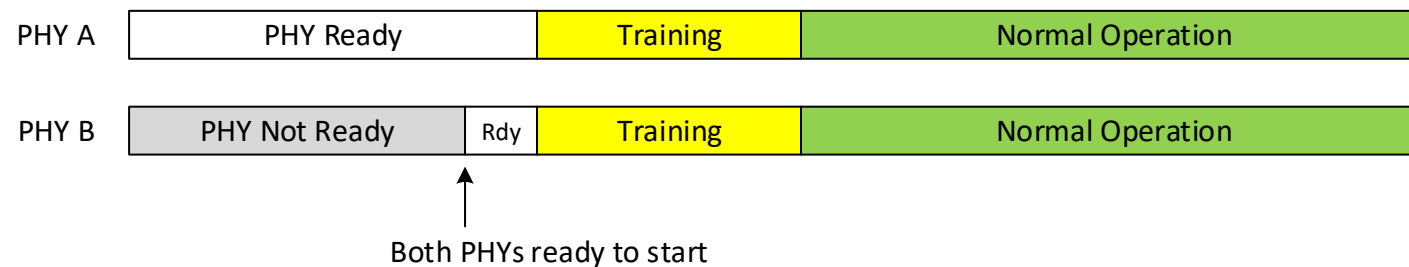 PHY A PHY Ready Training Normal Operation
PHY B PHY Not Ready Rdy Training Normal Operation
Both PHYs ready to start